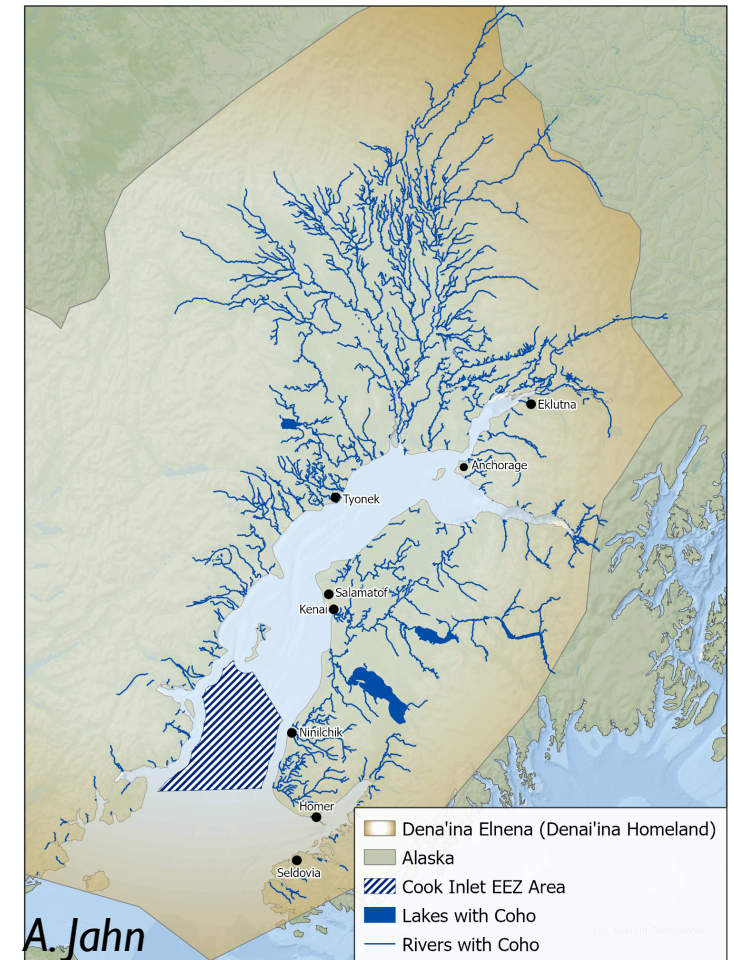 Eklutna
Anchorage
Tyonek
Salamatof
Kenai
Ninilchik
Homer
Seldovia
Dena'ina Elnena (Denai'ina Homeland)
Alaska
Cook Inlet EEZ Area
Lakes with Coho
Rivers with Coho
A. Jahn